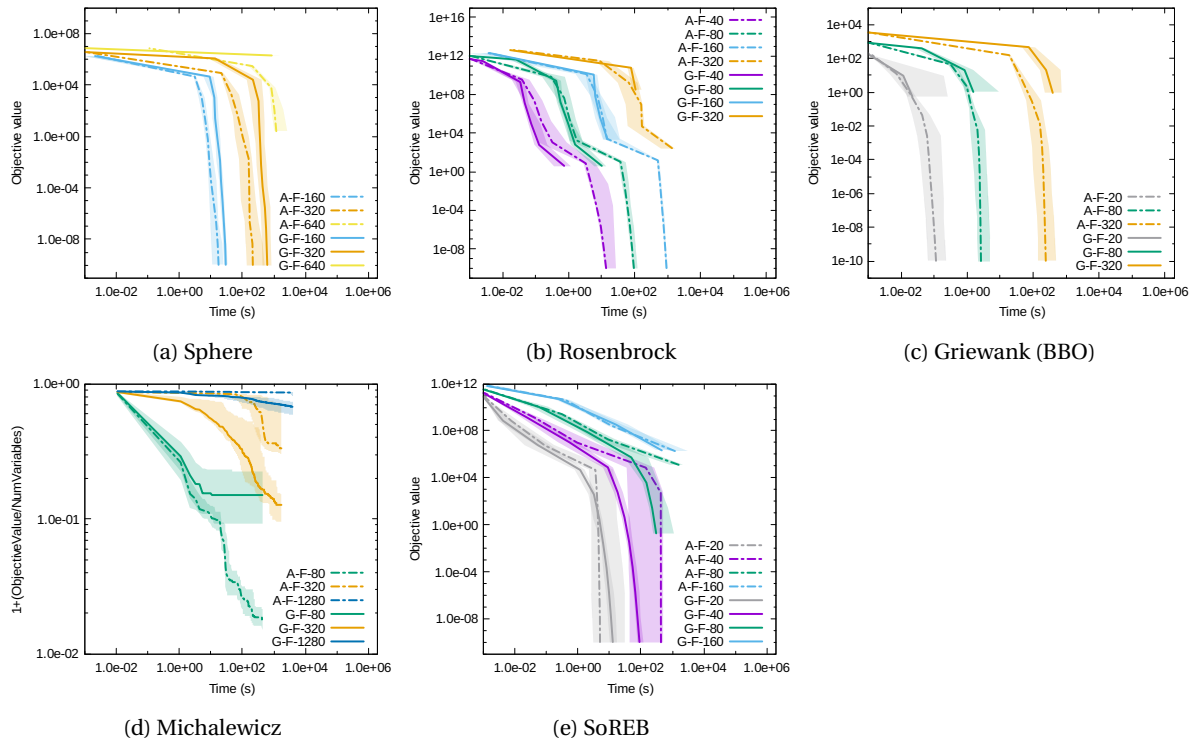 1.0e+08
1.0e+04
1.0e+00
1.0e-04
1.0e-08
Objective value
A-F-160
A-F-320
A-F-640
G-F-160
G-F-320
G-F-640
1.0e-02 1.0e+00 1.0e+02 1.0e+04 1.0e+06
Time (s)
(a) Sphere
1e+16
1e+12
1e+08
1e+04
1e+00
1e-04
1e-08
Objective value
A-F-40
A-F-80
A-F-160
A-F-320
G-F-40
G-F-80
G-F-160
G-F-320
1.0e-02 1.0e+00 1.0e+02 1.0e+04 1.0e+06
Time (s)
(b) Rosenbrock
1e+04
1e+02
1e+00
1e-02
1e-04
1e-06
1e-08
1e-10
Objective value
A-F-20
A-F-80
A-F-320
G-F-20
G-F-80
G-F-320
1.0e-02 1.0e+00 1.0e+02 1.0e+04 1.0e+06
Time (s)
(c) Griewank (BBO)
1.0e+00
1.0e-01
1.0e-02
1+(ObjectiveValue/NumVariables)
A-F-80
A-F-320
A-F-1280
G-F-80
G-F-320
G-F-1280
1.0e-02 1.0e+00 1.0e+02 1.0e+04 1.0e+06
Time (s)
(d) Michalewicz
1.0e+12
1.0e+08
1.0e+04
1.0e+00
1.0e-04
1.0e-08
Objective value
A-F-20
A-F-40
A-F-80
A-F-160
G-F-20
G-F-40
G-F-80
G-F-160
1.0e-02 1.0e+00 1.0e+02 1.0e+04 1.0e+06
Time (s)
(e) SoREB